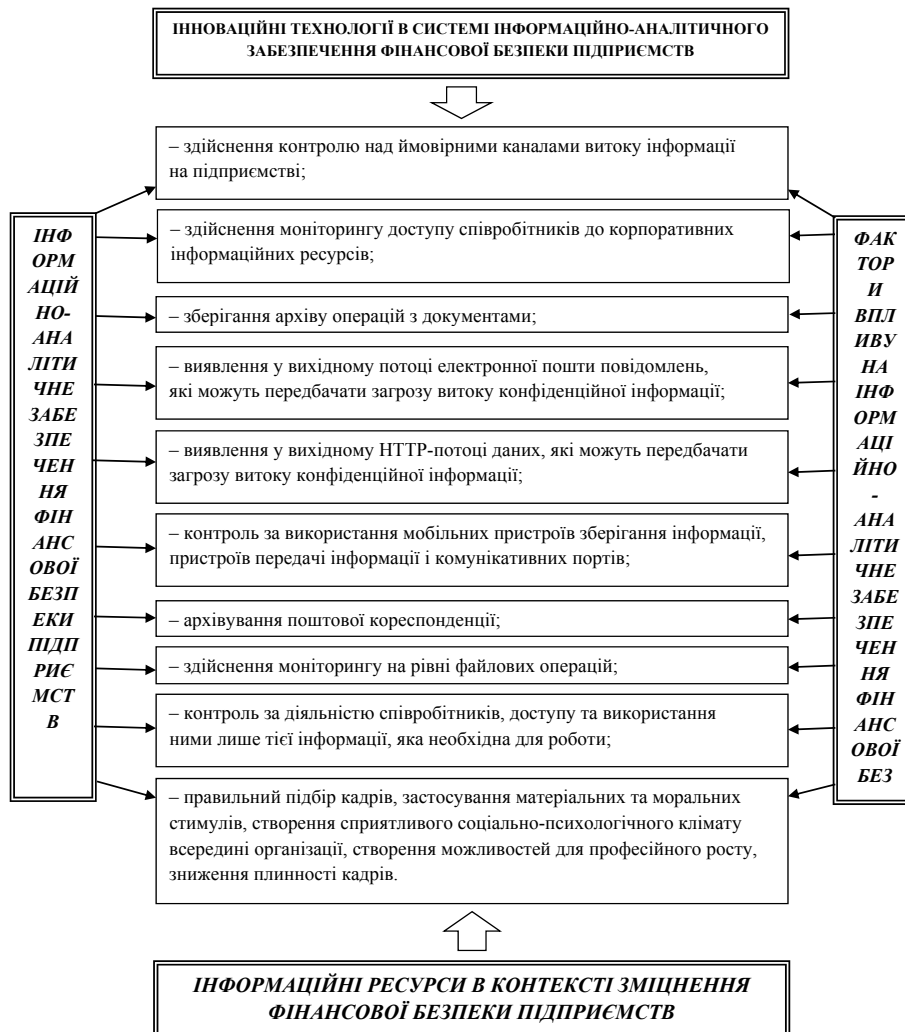 ІННОВАЦІЙНІ ТЕХНОЛОГІЇ В СИСТЕМІ ІНФОРМАЦІЙНО-АНАЛІТИЧНОГО
ЗАБЕЗПЕЧЕННЯ ФІНАНСОВОЇ БЕЗПЕКИ ПІДПРИЄМСТВ
ІНФ
ОРМ
АЦІЙ
НО-
АНА
ЛІТИ
ЧНЕ
ЗАБЕ
ЗПЕ
ЧЕН
НЯ
ФІН
АНС
ОВОЇ
БЕЗП
ЕКИ
ПІДП
РИЄ
МСТ
В
– здійснення контролю над ймовірними каналами витоку інформації
на підприємстві;
– здійснення моніторингу доступу співробітників до корпоративних
інформаційних ресурсів;
– зберігання архіву операцій з документами;
– виявлення у вихідному потоці електронної пошти повідомлень,
які можуть передбачати загрозу витоку конфіденційної інформації;
– виявлення у вихідному HTTP-потоці даних, які можуть передбачати
загрозу витоку конфіденційної інформації;
– контроль за використання мобільних пристроїв зберігання інформації,
пристроїв передачі інформації і комунікативних портів;
– архівування поштової кореспонденції;
– здійснення моніторингу на рівні файлових операцій;
– контроль за діяльністю співробітників, доступу та використання
ними лише тієї інформації, яка необхідна для роботи;
– правильний підбір кадрів, застосування матеріальних та моральних
стимулів, створення сприятливого соціально-психологічного клімату
всередині організації, створення можливостей для професійного росту,
зниження плинності кадрів.
ФАК
ТОР
И
ВПЛ
ИВУ
НА
ІНФ
ОРМ
АЦІ
ЙНО
-
АНА
ЛІТИ
ЧНЕ
ЗАБЕ
ЗПЕ
ЧЕН
НЯ
ФІН
АНС
ОВОЇ
БЕЗ
ІНФОРМАЦІЙНІ РЕСУРСИ В КОНТЕКСТІ ЗМІЦНЕННЯ
ФІНАНСОВОЇ БЕЗПЕКИ ПІДПРИЄМСТВ